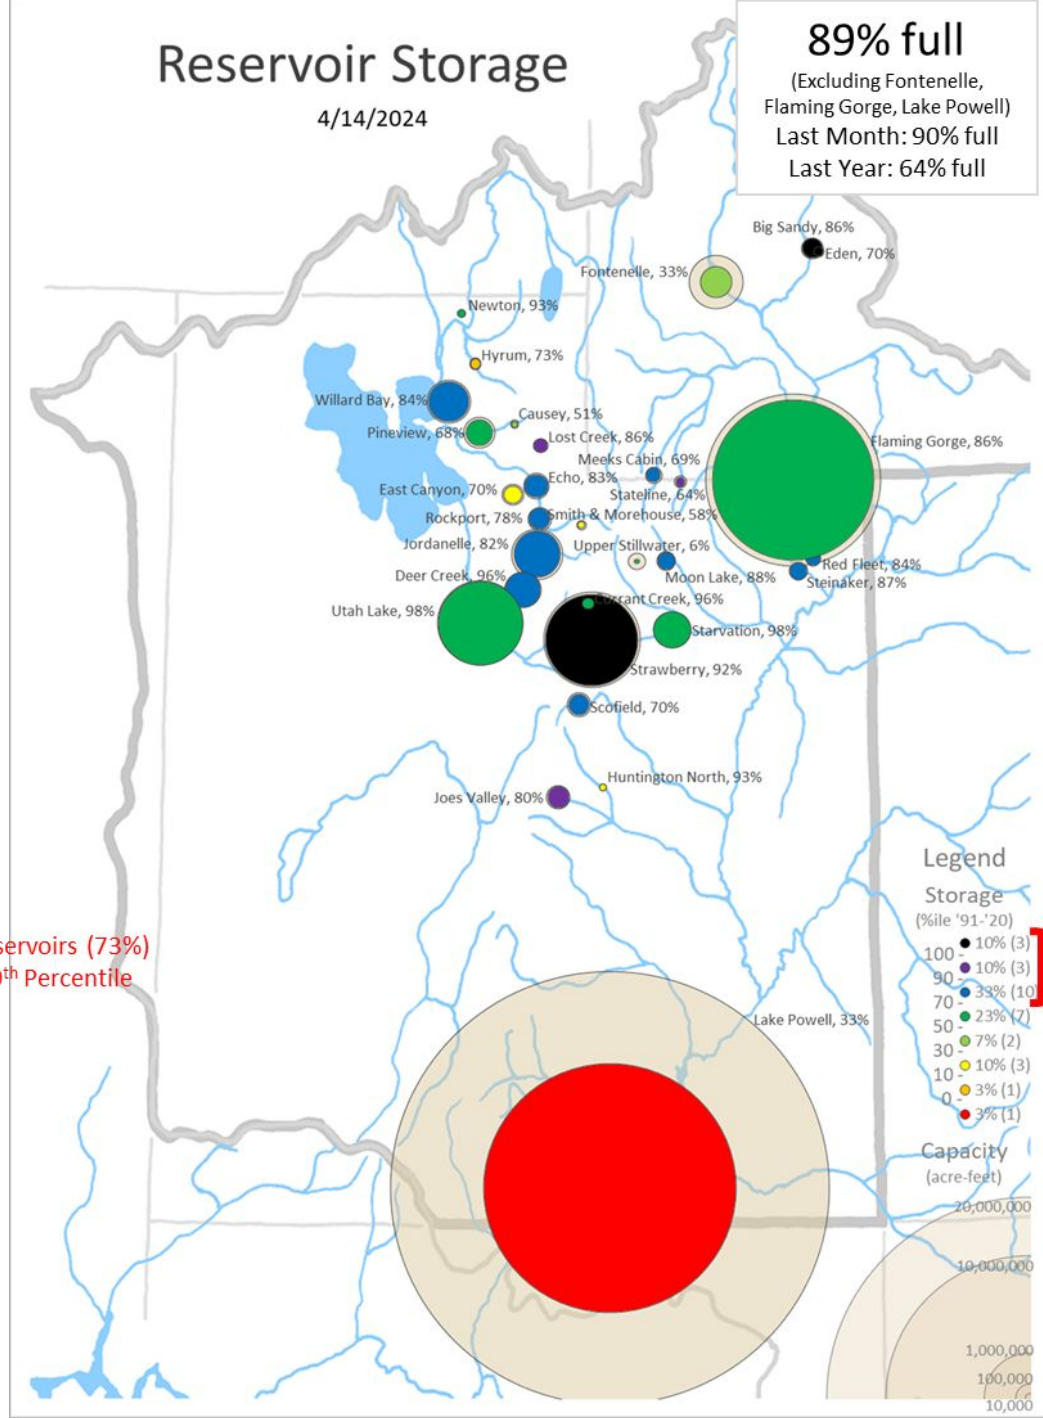 Reservoir Storage
4/14/2024
89% full
(Excluding Fontenelle,
Flaming Gorge, Lake Powell)
Last Month: 90% full
Last Year: 64% full
Big Sandy, 86%
Eden, 70%
Fontenelle, 33%
Newton, 93%
Hyrum, 73%
Willard Bay, 84%
Causey, 51%
Pineview, 68%
Lost Creek, 86%
Flaming Gorge, 86%
Meeks Cabin, 69%
Echo, 83%
East Canyon, 70%
Stateline, 64%
Smith & Morehouse, 58%
Rockport, 78%
Jordanelle, 82%
Upper Stillwater, 6%
Red Fleet, 84%
Deer Creek, 96%
Moon Lake, 88%
Steinaker, 87%
Currant Creek, 96%
Utah Lake, 98%
Starvation, 98%
Strawberry, 92%
Scofield, 70%
Huntington North, 93%
Joes Valley, 80%
Legend
Storage
(%ile '91-'20)
10% (3)
100 -
10% (3)
90 -
33% (10)
70 -
23% (7)
50 -
7% (2)
30 -
10% (3)
10 -
3% (1)
0 -
3% (1)
servoirs (73%)
th Percentile
Lake Powell, 33%
Capacity
(acre-feet)
20,000,000
10,000,000
1,000,000
100,000
10,000